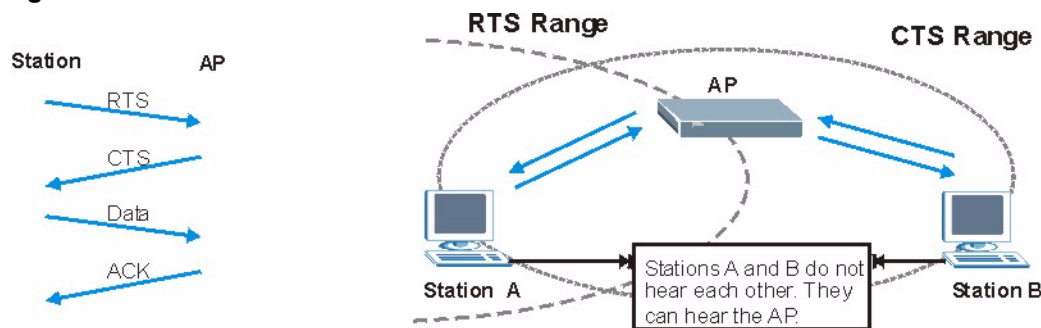 RTS Range
CTS Range
Station
AP
AP
RTS
CTS
Data
ACK
Station A
Station B
Stations A and B do not
hear each other. They
can hear the AP.